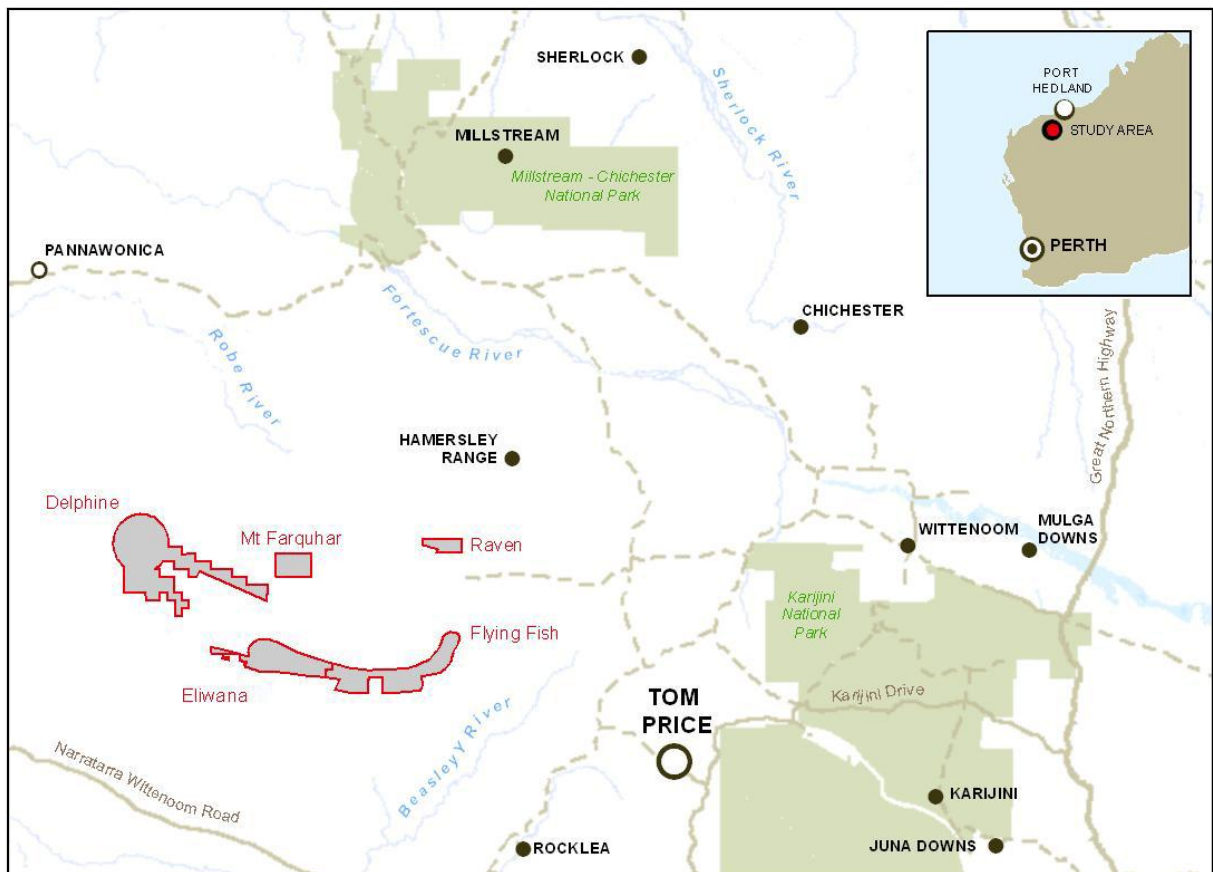 SHERLOCK
Sherlock River
PORT
HEDLAND
STUDY AREA
PERTH
MILLSTREAM
Millstream - Chichester
National Park
PANNAWONICA
Fortescue River
Robe River
CHICHESTER
Great Northern Highway
HAMERSLEY
RANGE
Delphine
Mt Farquhar
Raven
WITTENOOM
MULGA
DOWNS
Karijini
National
Park
Flying Fish
Eliwana
TOM
PRICE
Karijini Drive
BeasleyY River
Narratarra Wittenoom Road
KARIJINI
ROCKLEA
JUNA DOWNS